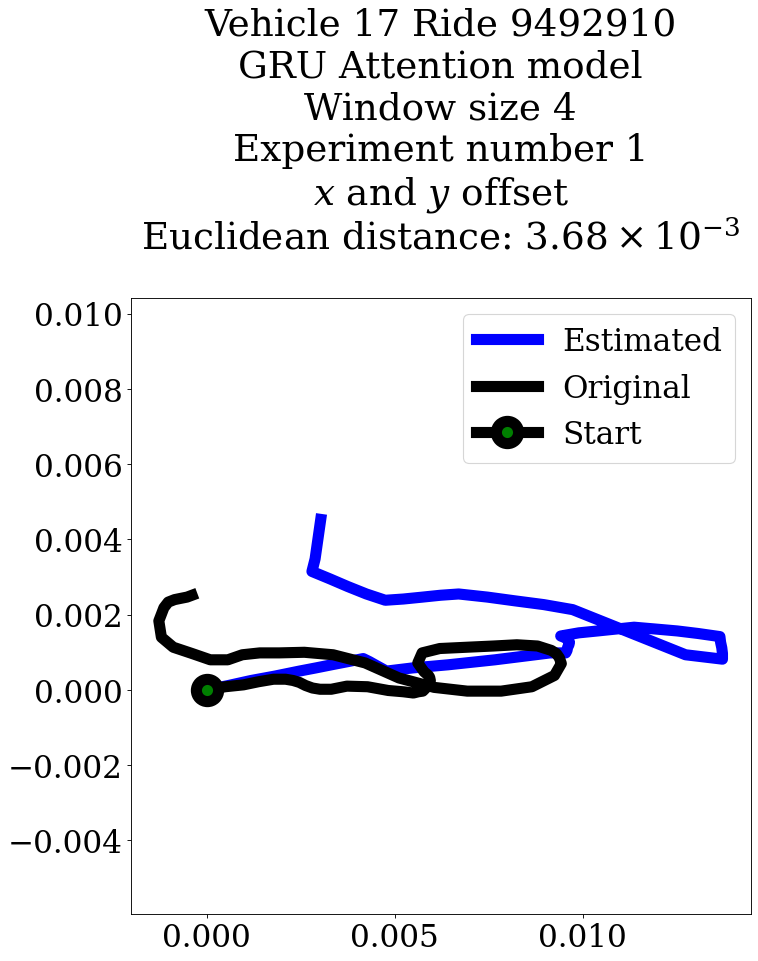 Vehicle 17 Ride 9492910
GRU Attention model
Window size 4
Experiment number 1
x and y offset
Euclidean distance: 3.68 × 10⁻³
0.010
0.008
0.006
0.004
0.002
0.000
−0.002
−0.004
Estimated
Original
Start
0.000 0.005 0.010